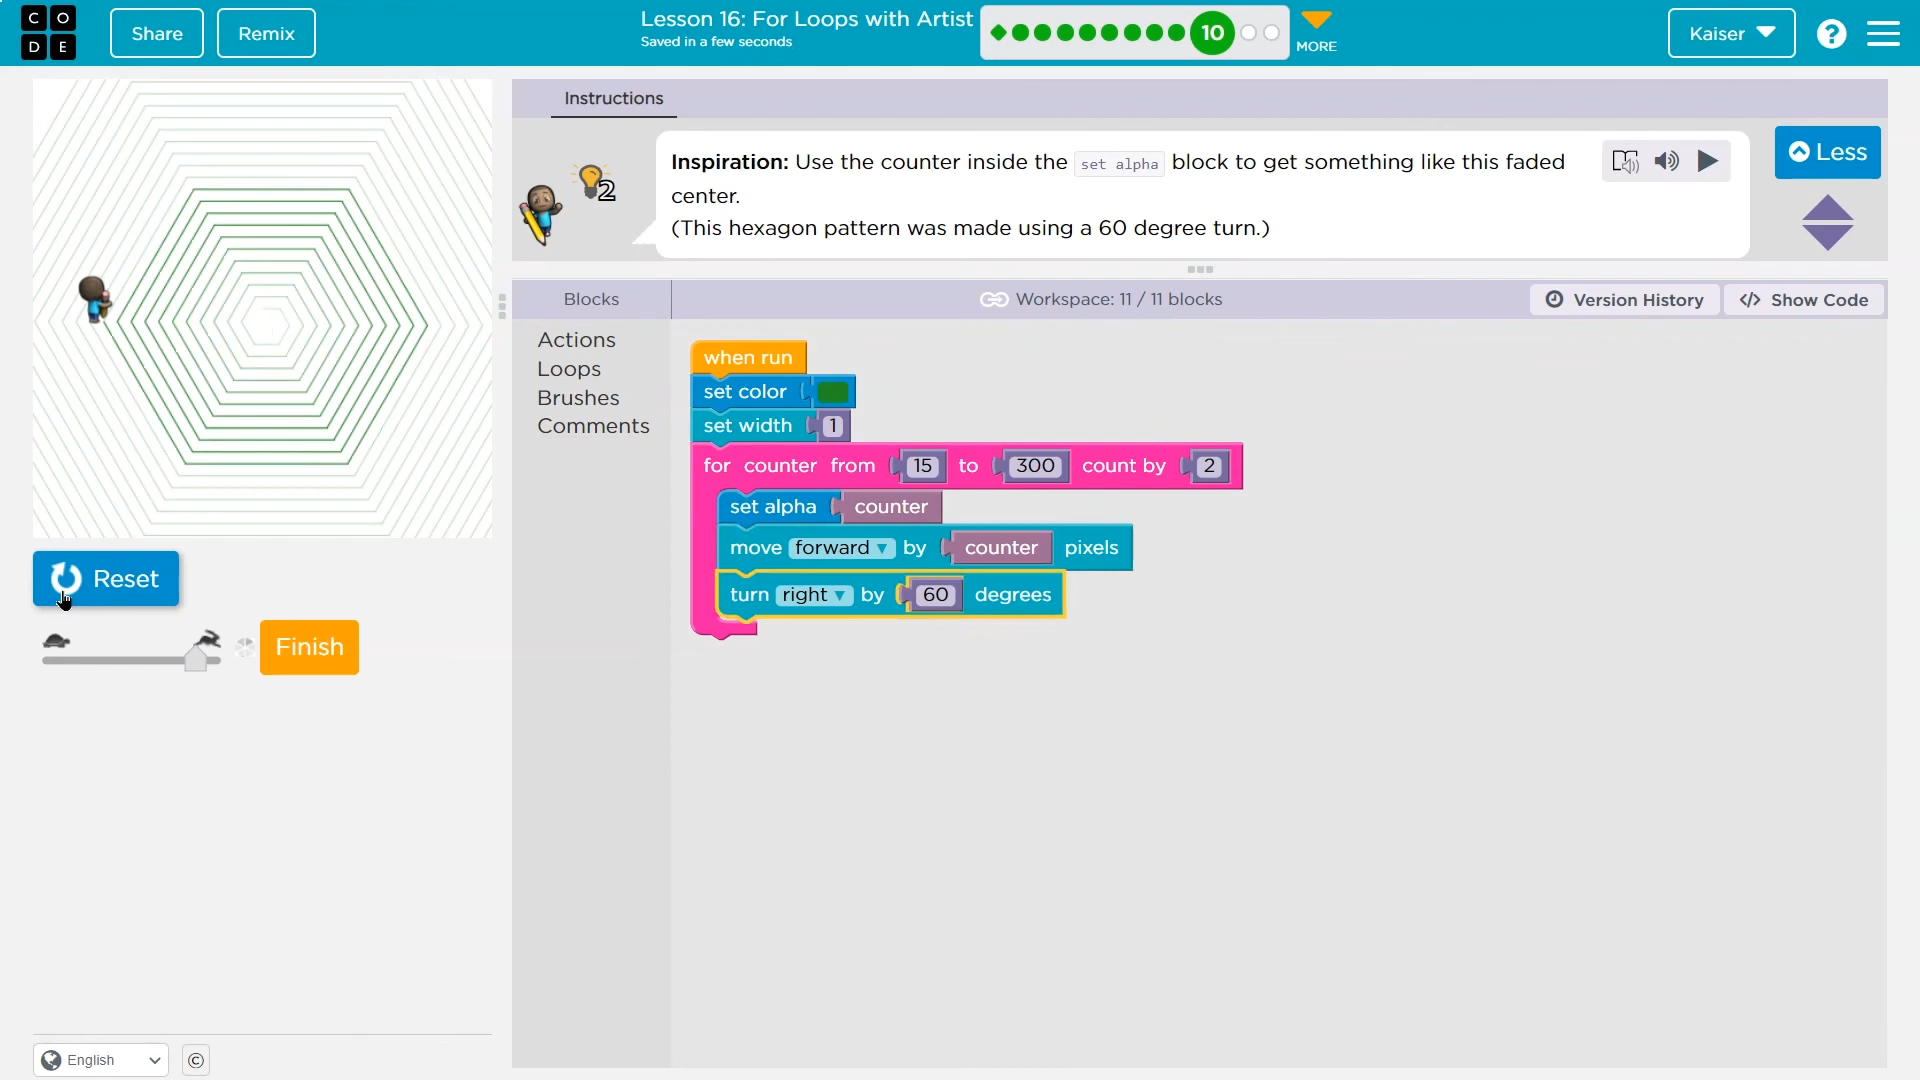 C O
D E
Share
Remix
Lesson 16: For Loops with Artist
Saved in a few seconds
10
MORE
Kaiser
?
Instructions
2
Inspiration: Use the counter inside the set alpha block to get something like this faded
center.
(This hexagon pattern was made using a 60 degree turn.)
Less
Blocks
Workspace: 11 / 11 blocks
Version History
</> Show Code
Actions
Loops
Brushes
Comments
when run
set color
set width 1
for counter from 15 to 300 count by 2
set alpha counter
move forward by counter pixels
turn right by 60 degrees
Reset
Finish
English
©